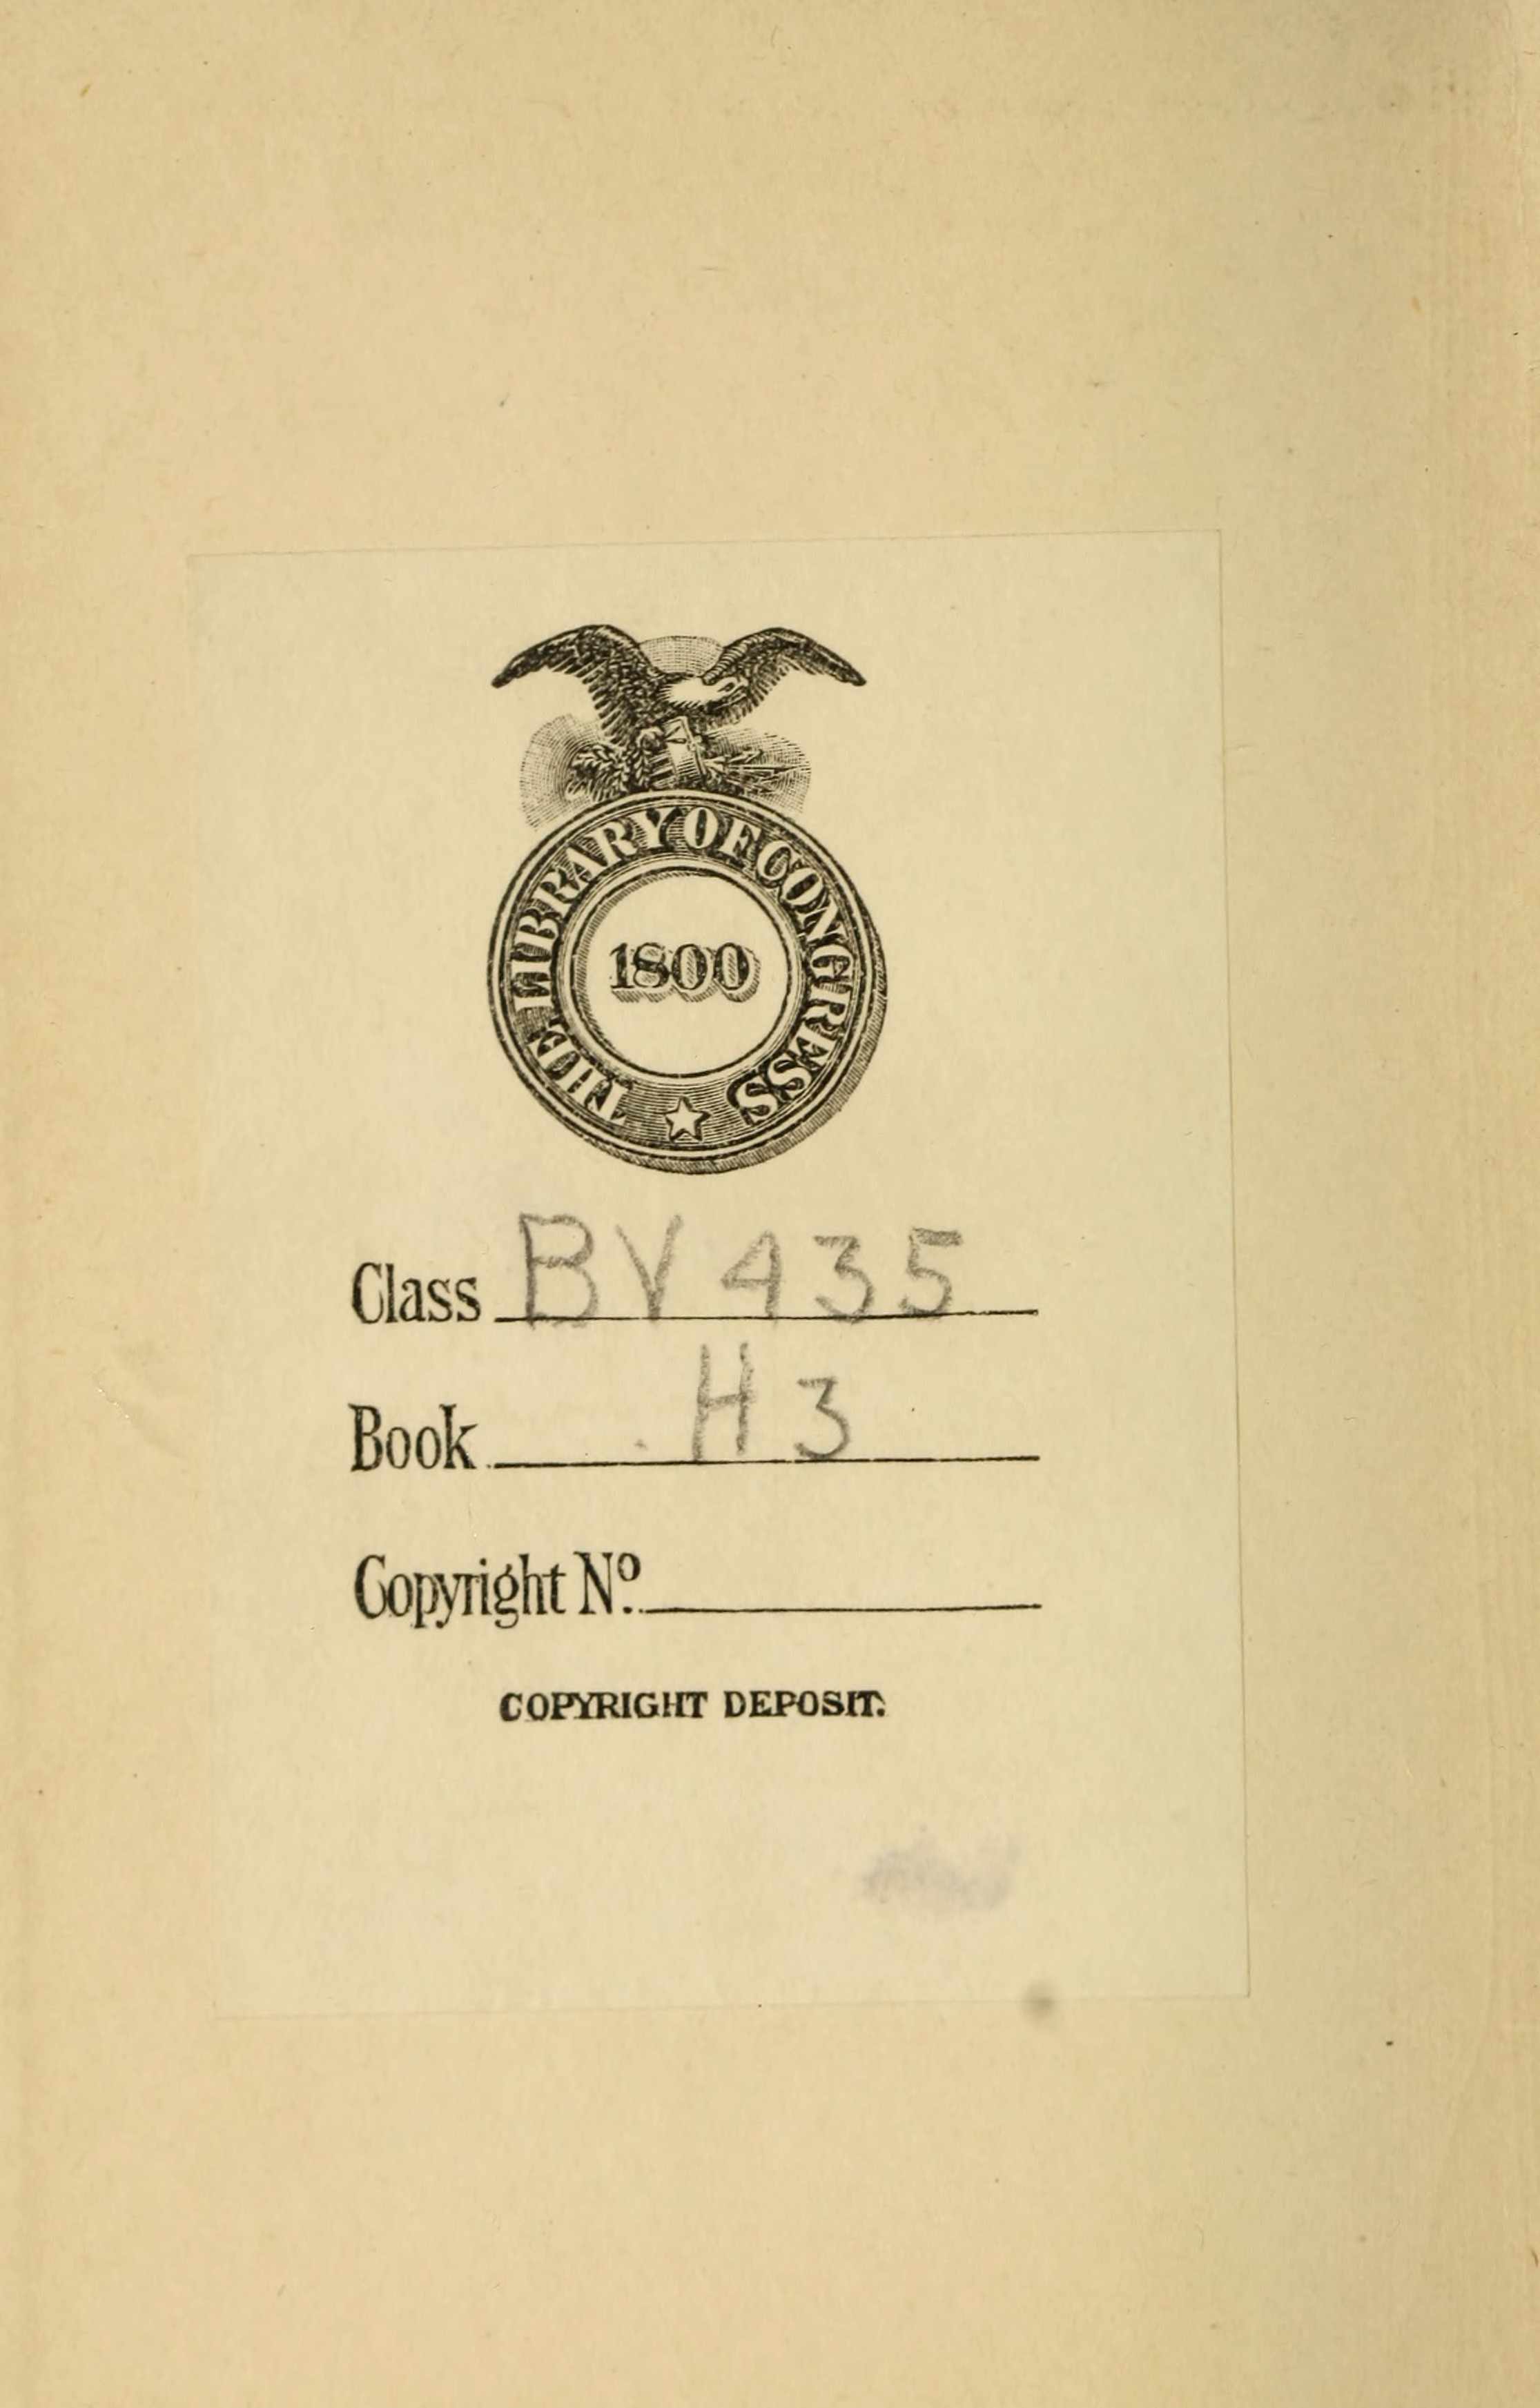 THE LIBRARY OF CONGRESS
1800
Class BV435
Book .H3
Copyright No.
COPYRIGHT DEPOSIT.